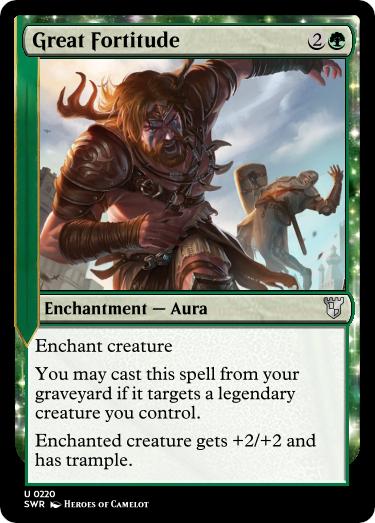 Great Fortitude 2
Enchantment — Aura
Enchant creature
You may cast this spell from your
graveyard if it targets a legendary
creature you control.
Enchanted creature gets +2/+2 and
has trample.
U 0220
SWR Heroes of Camelot